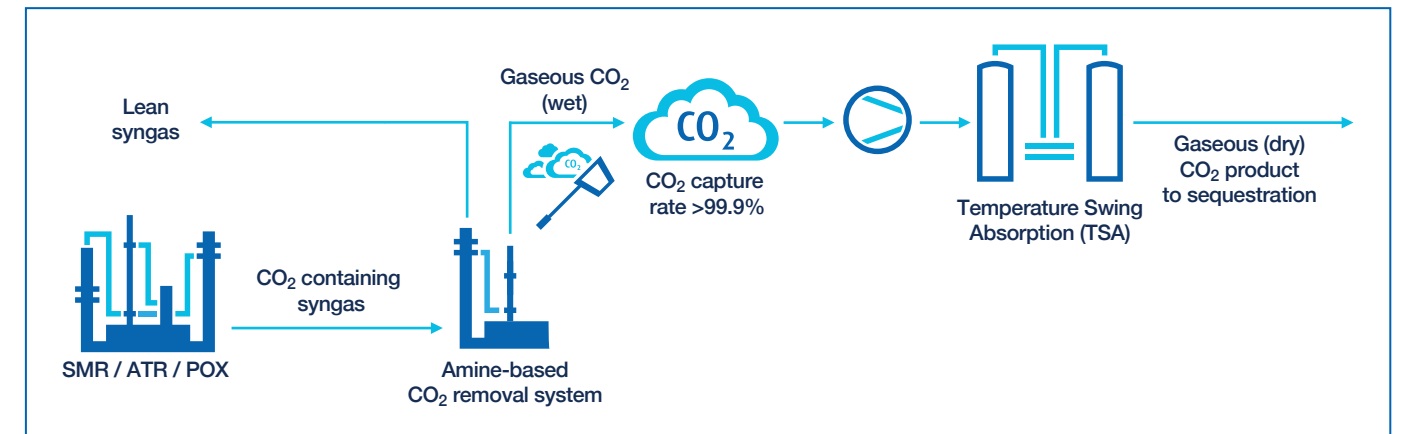 Lean
syngas
Gaseous CO₂
(wet)
CO₂
CO₂
CO₂ capture
rate >99.9%
Gaseous (dry)
CO₂ product
to sequestration
Temperature Swing
Absorption (TSA)
CO₂ containing
syngas
SMR / ATR / POX
Amine-based
CO₂ removal system